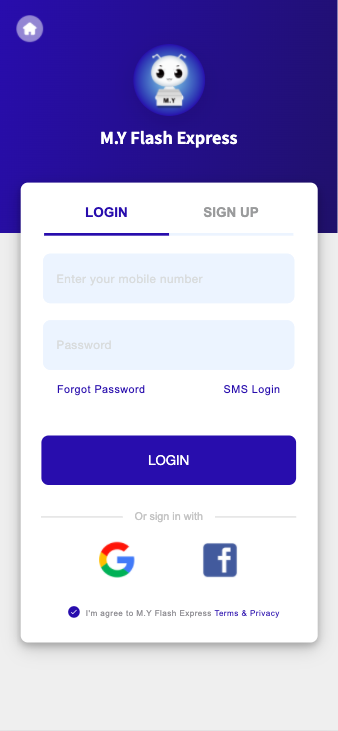 M.Y
M.Y Flash Express
LOGIN SIGN UP
Enter your mobile number
Password
Forgot Password SMS Login
LOGIN
Or sign in with
I'm agree to M.Y Flash Express Terms & Privacy